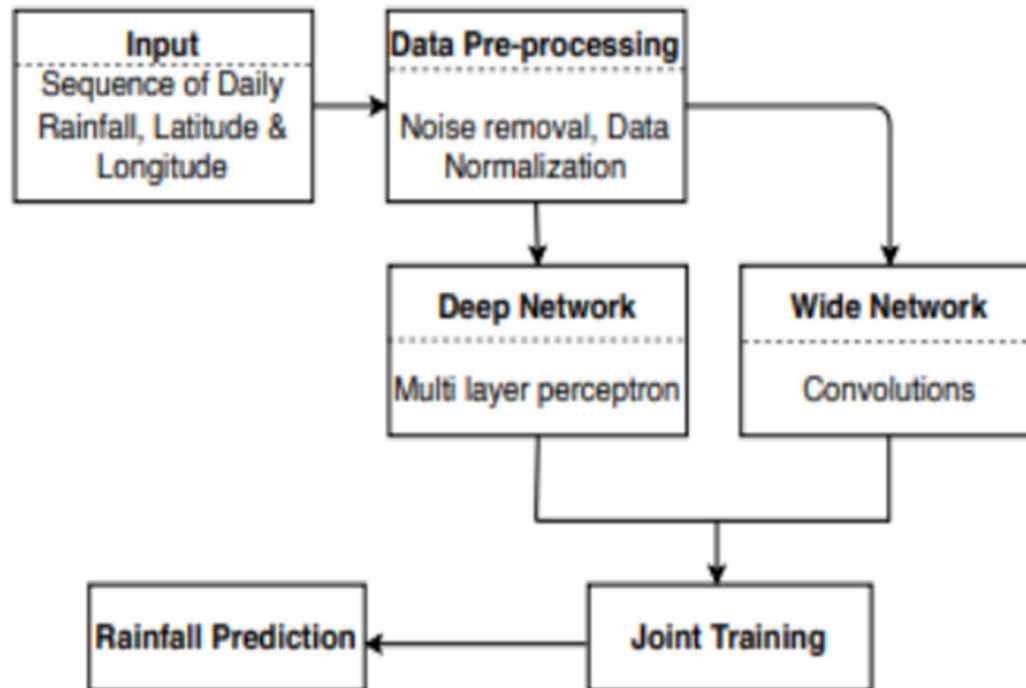 Input
Sequence of Daily
Rainfall, Latitude &
Longitude
Data Pre-processing
Noise removal, Data
Normalization
Deep Network
Multi layer perceptron
Wide Network
Convolutions
Joint Training
Rainfall Prediction